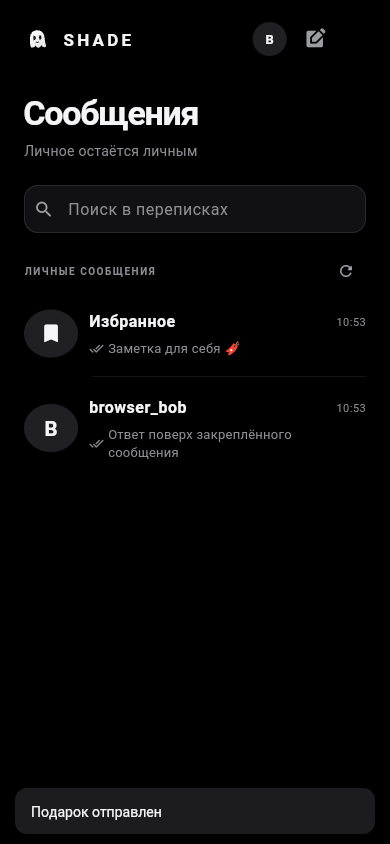 SHADE
B
Сообщения
Личное остаётся личным
Поиск в переписках
ЛИЧНЫЕ СООБЩЕНИЯ
Избранное
10:53
Заметка для себя 🧨
browser_bob
10:53
B
Ответ поверх закреплённого
сообщения
Подарок отправлен